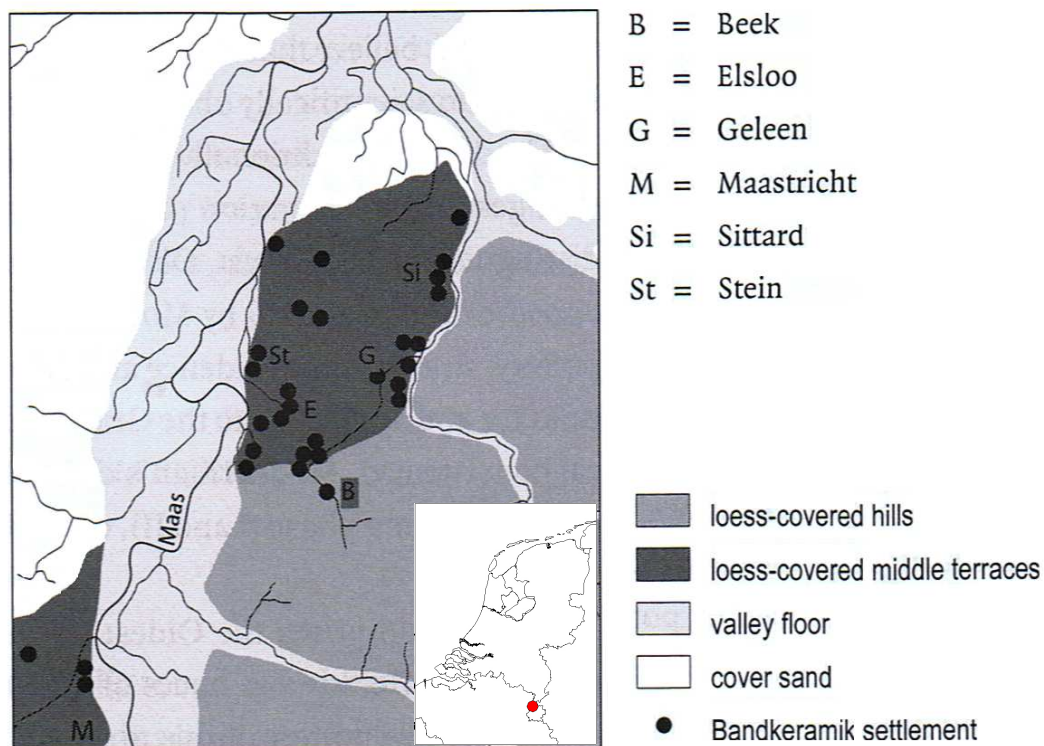 B = Beek
E = Elsloo
G = Geleen
M = Maastricht
Si = Sittard
St = Stein
Si
St
G
E
B
Maas
M
loess-covered hills
loess-covered middle terraces
valley floor
cover sand
Bandkeramik settlement